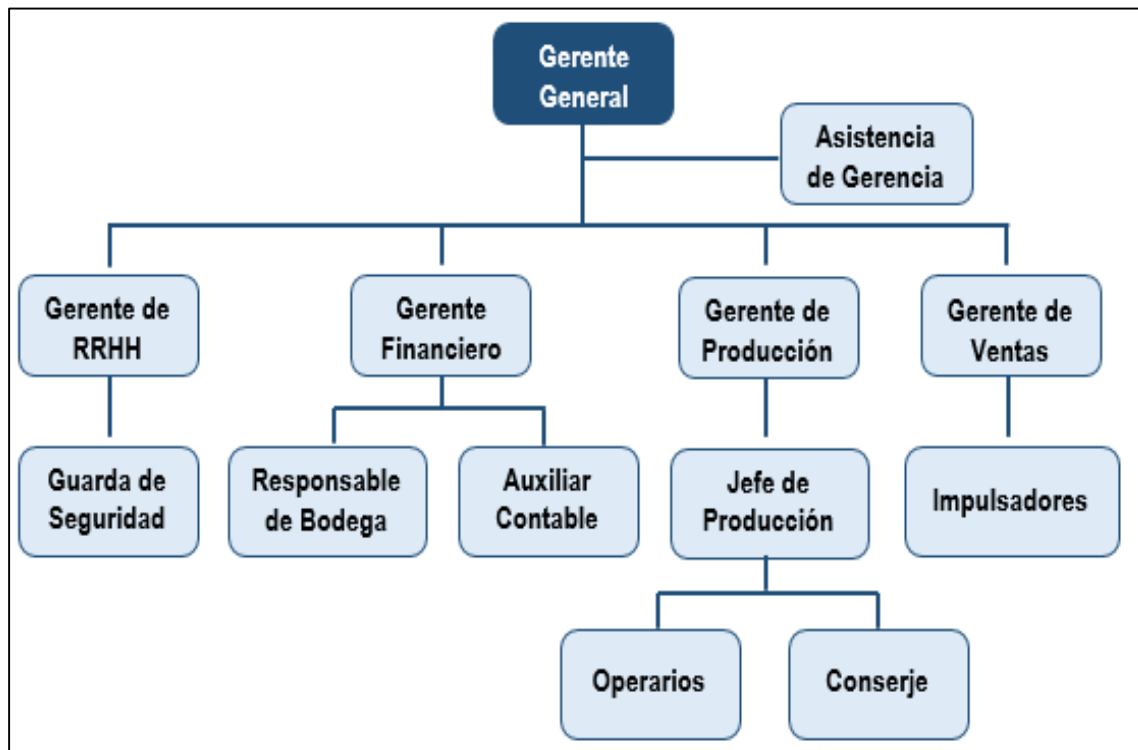 Gerente
General
Asistencia
de Gerencia
Gerente de
RRHH
Gerente
Financiero
Gerente de
Producción
Gerente de
Ventas
Guarda de
Seguridad
Responsable
de Bodega
Auxiliar
Contable
Jefe de
Producción
Impulsadores
Operarios
Conserje